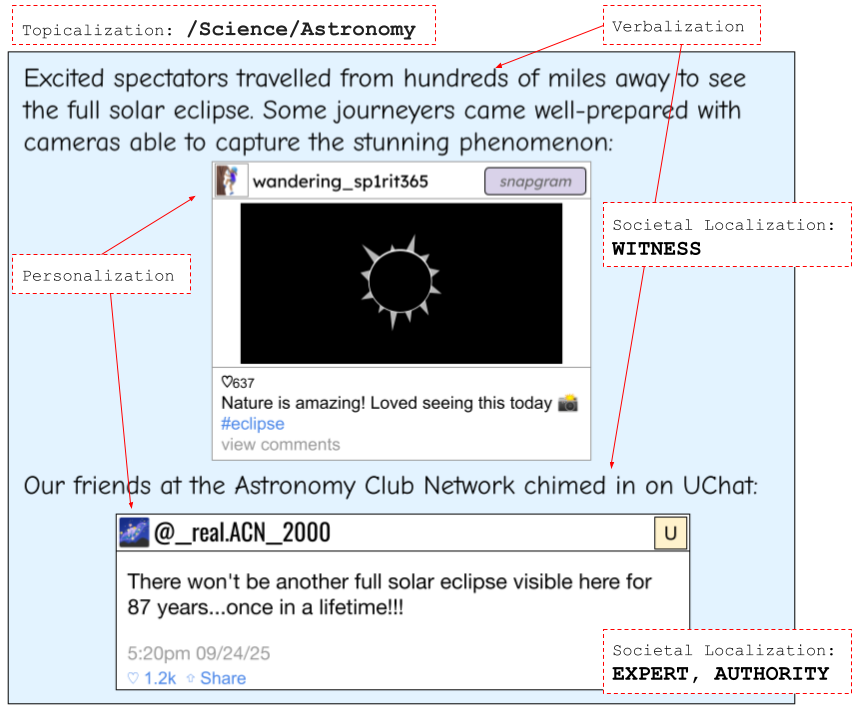 Topicalization: /Science/Astronomy
Verbalization
Excited spectators travelled from hundreds of miles away to see
the full solar eclipse. Some journeyers came well-prepared with
cameras able to capture the stunning phenomenon:
wandering_sp1rit365
snapgram
Societal Localization:
WITNESS
Personalization
♡637
Nature is amazing! Loved seeing this today 📸
#eclipse
view comments
Our friends at the Astronomy Club Network chimed in on UChat:
@_real.ACN_2000
U
There won't be another full solar eclipse visible here for
87 years...once in a lifetime!!!
5:20pm 09/24/25
♡ 1.2k ⇧ Share
Societal Localization:
EXPERT, AUTHORITY